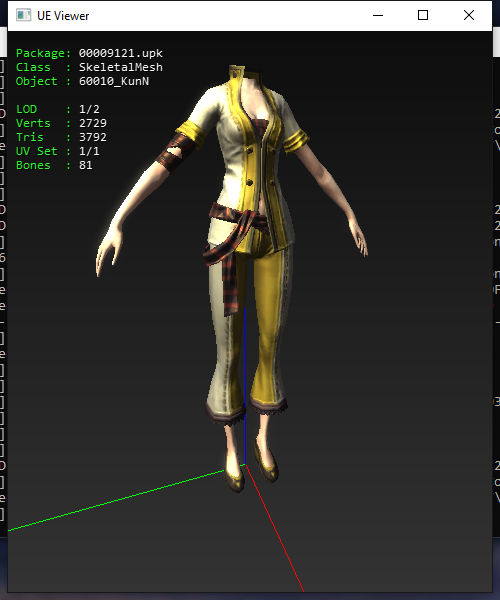 UE Viewer
Package: 00009121.upk
Class : SkeletalMesh
Object : 60010_KunN
LOD : 1/2
Verts : 2729
Tris : 3792
UV Set : 1/1
Bones : 81